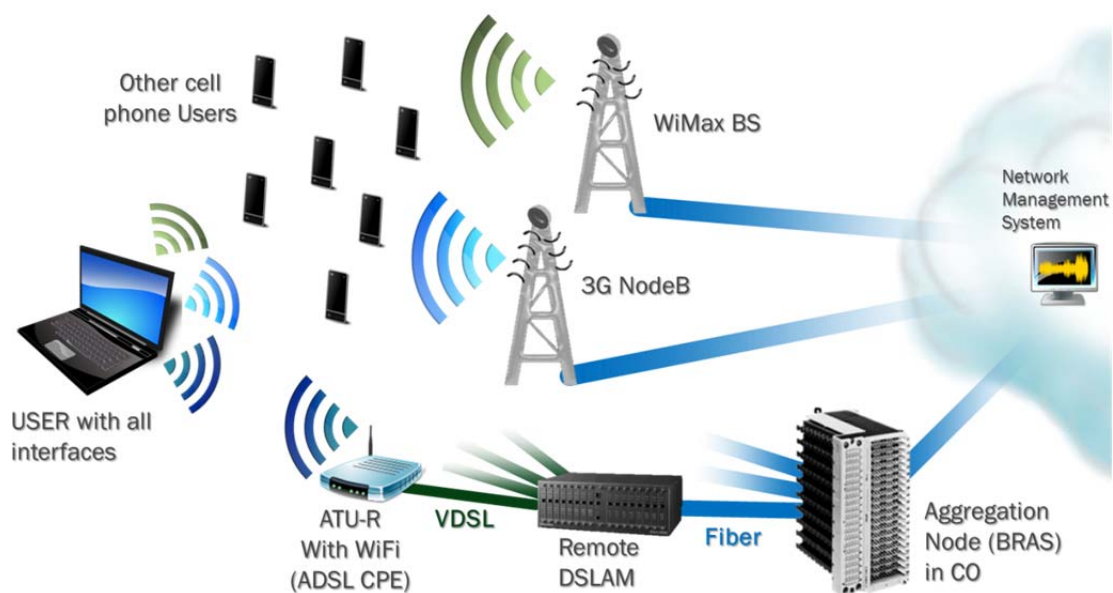 Other cell
phone Users
WiMax BS
Network
Management
System
3G NodeB
USER with all
interfaces
ATU-R
With WiFi
(ADSL CPE)
VDSL
Remote
DSLAM
Fiber
Aggregation
Node (BRAS)
in CO